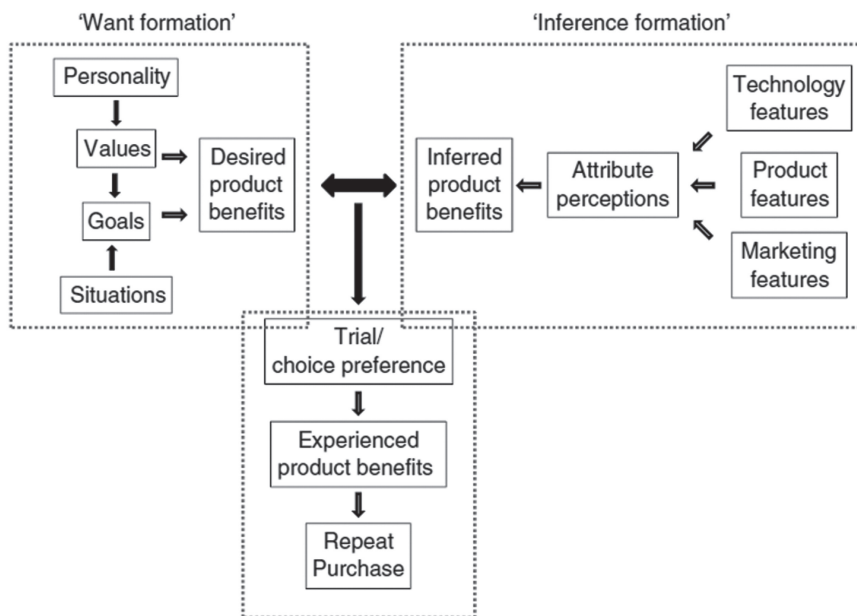 ‘Want formation’
Personality
Values
Goals
Situations
Desired
product
benefits
‘Inference formation’
Inferred
product
benefits
Attribute
perceptions
Technology
features
Product
features
Marketing
features
Trial/
choice preference
Experienced
product benefits
Repeat
Purchase